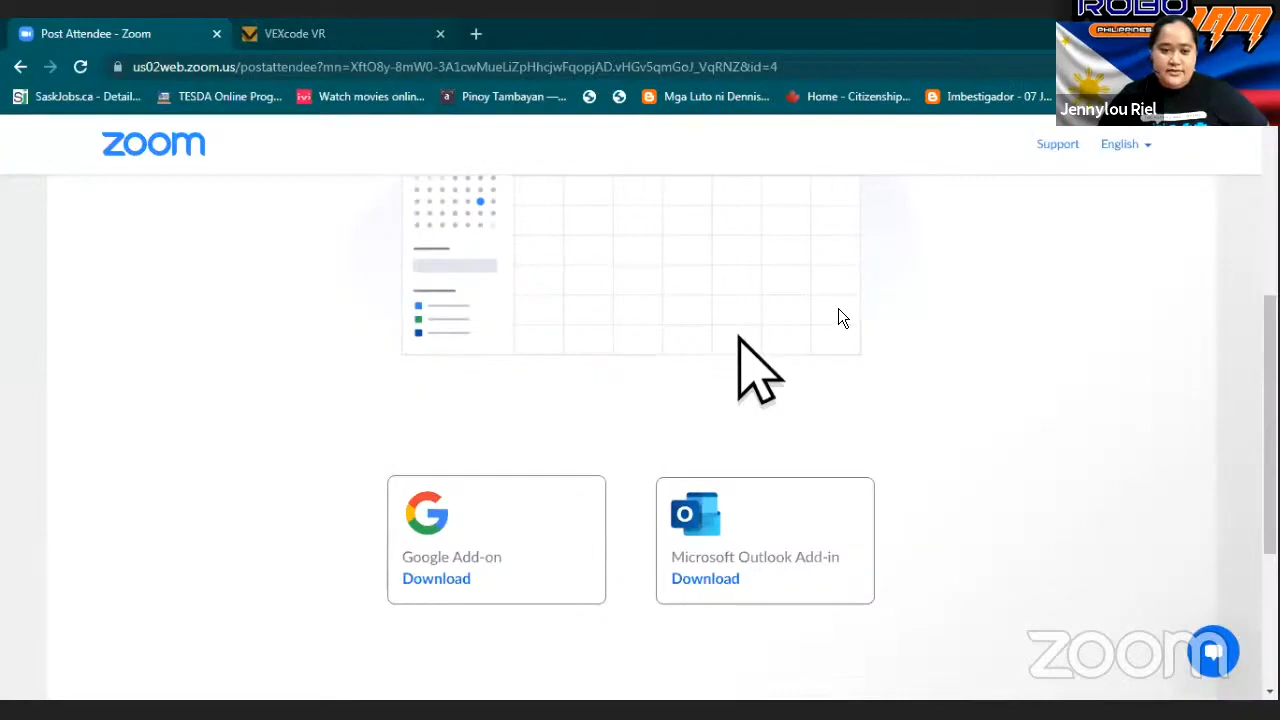 Post Attendee - Zoom
VEXcode VR
us02web.zoom.us/postattendee?mn=XftO8y-8mW0-3A1cwMueLiZpHhcjwFqopjAD.vHGv5qmGoJ_VqRNZ&id=4
SaskJobs.ca - Detail...
TESDA Online Prog...
Watch movies onlin...
Pinoy Tambayan —...
Mga Luto ni Dennis...
Home - Citizenship,...
Imbestigador - 07 J...
ROBO JAM
PHILIPPINES
Jennylou Riel
zoom
Support
English
Google Add-on
Download
Microsoft Outlook Add-in
Download
zoom